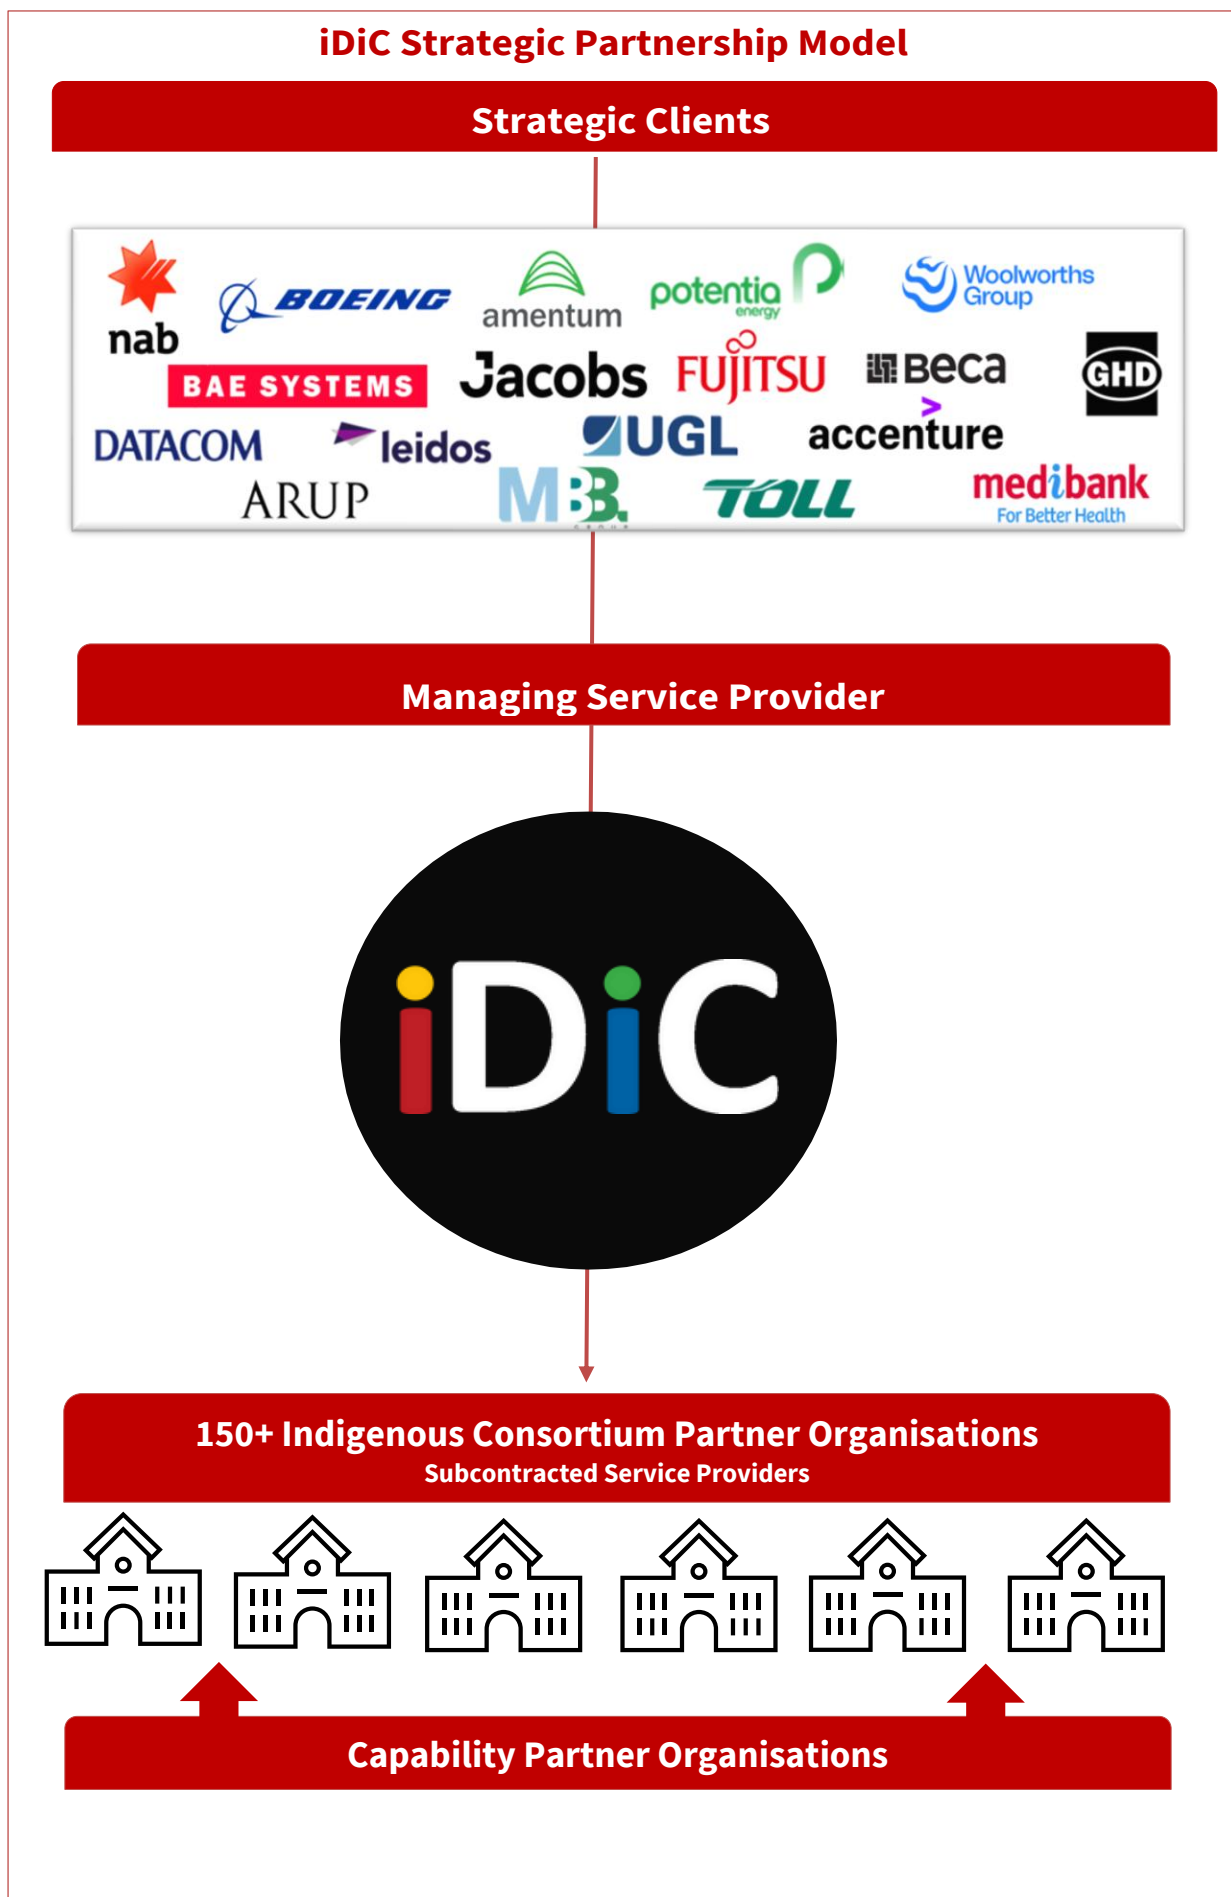 iDiC Strategic Partnership Model
Strategic Clients
nab
BOEING
amentum
potentia
energy
Woolworths
Group
BAE SYSTEMS
Jacobs
FUJITSU
Beca
GHD
DATACOM
leidos
UGL
>
accenture
ARUP
MBB.
TOLL
medibank
For Better Health
Managing Service Provider
iDiC
150+ Indigenous Consortium Partner Organisations
Subcontracted Service Providers
Capability Partner Organisations